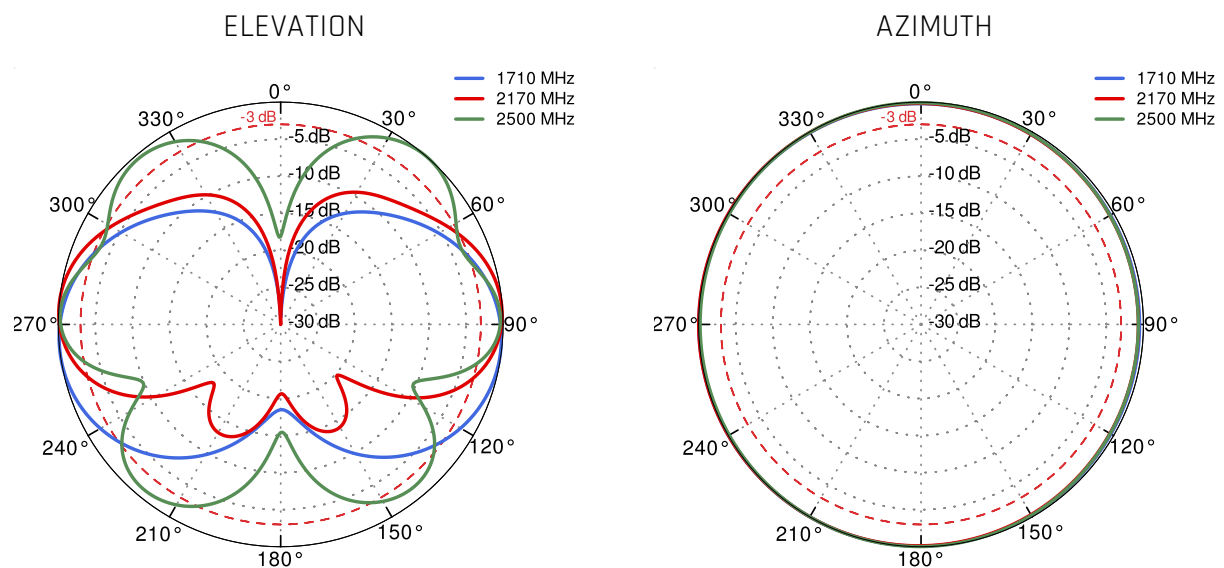 ELEVATION
1710 MHz
2170 MHz
2500 MHz
0°
-3 dB
330°
30°
-5 dB
-10 dB
300°
60°
-15 dB
-20 dB
-25 dB
270°
-30 dB
90°
240°
120°
210°
150°
180°
AZIMUTH
1710 MHz
2170 MHz
2500 MHz
0°
-3 dB
330°
30°
-5 dB
-10 dB
300°
60°
-15 dB
-20 dB
-25 dB
270°
-30 dB
90°
240°
120°
210°
150°
180°